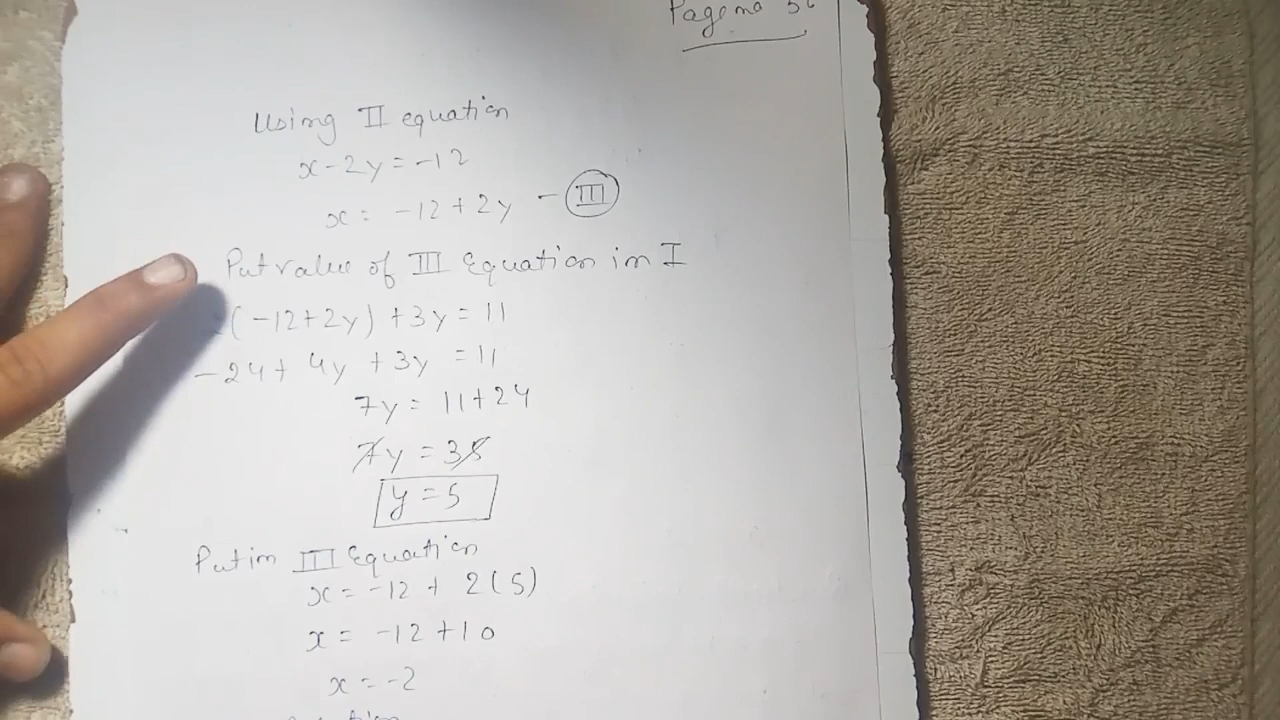 Page no
Using II equation
x-2y = -12
x = -12 + 2y - III
Put value of III Equation in I
(-12+2y) + 3y = 11
-24 + 4y + 3y = 11
7y = 11+24
7y = 35
y = 5
Put in III Equation
x = -12 + 2(5)
x = -12 + 10
x = -2